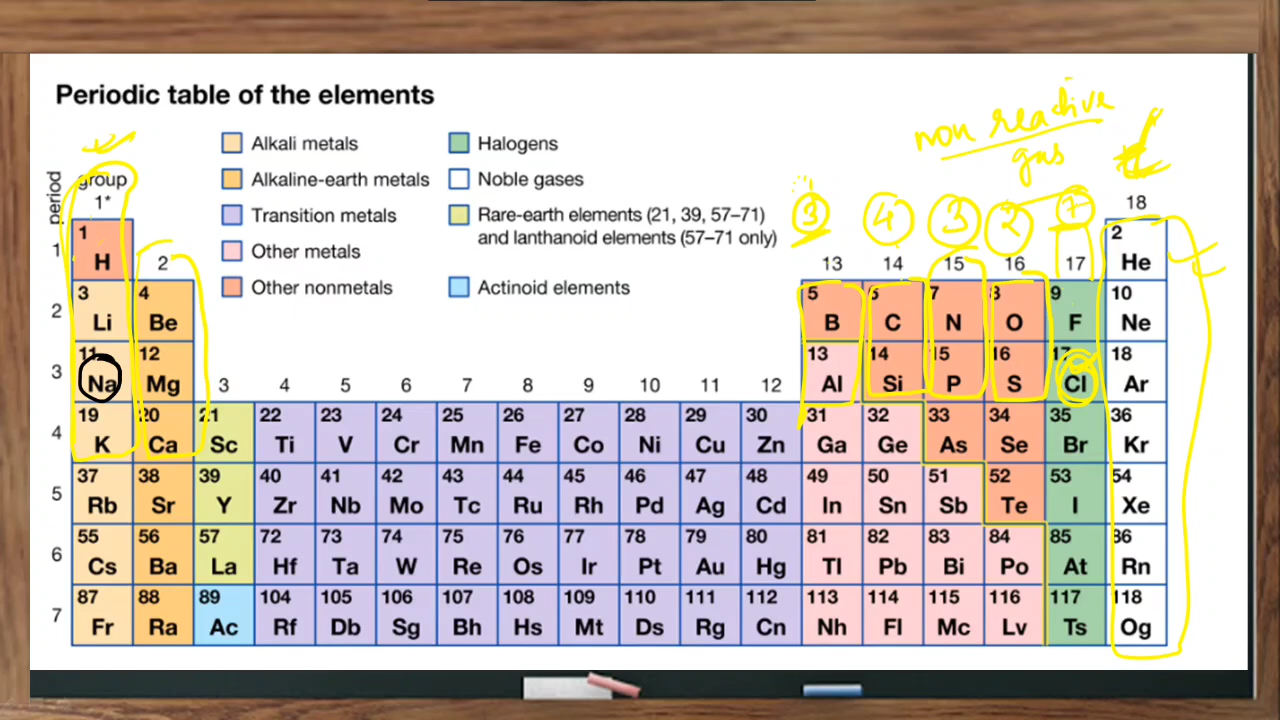 Periodic table of the elements
non reactive
gas
Alkali metals
Alkaline-earth metals
Transition metals
Other metals
Other nonmetals
Halogens
Noble gases
Rare-earth elements (21, 39, 57–71)
and lanthanoid elements (57–71 only)
Actinoid elements
period
group
1* 18
3 4 3 2 7
1 1 2
H He
2 13 14 15 16 17
2 3 4 5 6 7 8 9 10
Li Be B C N O F Ne
3 11 12 13 14 15 16 17 18
Na Mg 3 4 5 6 7 8 9 10 11 12 Al Si P S Cl Ar
4 19 20 21 22 23 24 25 26 27 28 29 30 31 32 33 34 35 36
K Ca Sc Ti V Cr Mn Fe Co Ni Cu Zn Ga Ge As Se Br Kr
5 37 38 39 40 41 42 43 44 45 46 47 48 49 50 51 52 53 54
Rb Sr Y Zr Nb Mo Tc Ru Rh Pd Ag Cd In Sn Sb Te I Xe
6 55 56 57 72 73 74 75 76 77 78 79 80 81 82 83 84 85 86
Cs Ba La Hf Ta W Re Os Ir Pt Au Hg Tl Pb Bi Po At Rn
7 87 88 89 104 105 106 107 108 109 110 111 112 113 114 115 116 117 118
Fr Ra Ac Rf Db Sg Bh Hs Mt Ds Rg Cn Nh Fl Mc Lv Ts Og